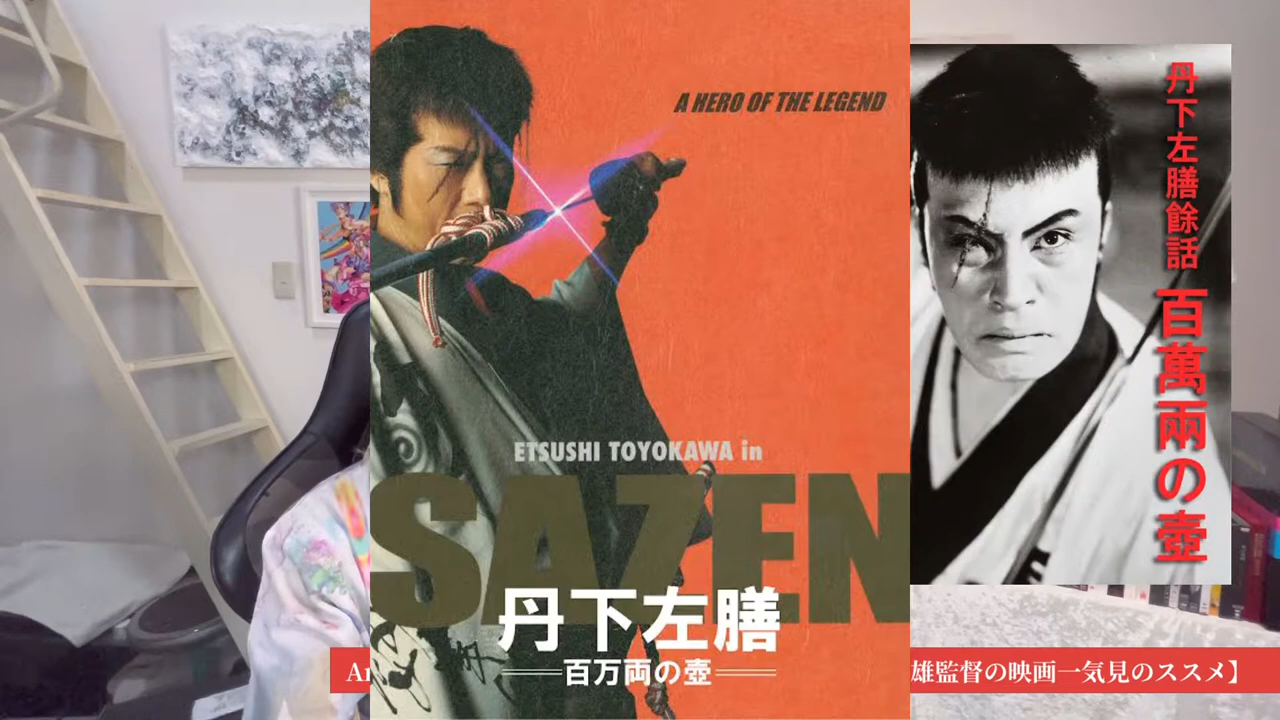 A HERO OF THE LEGEND
ETSUSHI TOYOKAWA in
SAZEN
丹下左膳
百万両の壺
丹下左膳餘話
百萬兩の壺
雄監督の映画一気見のススメ】